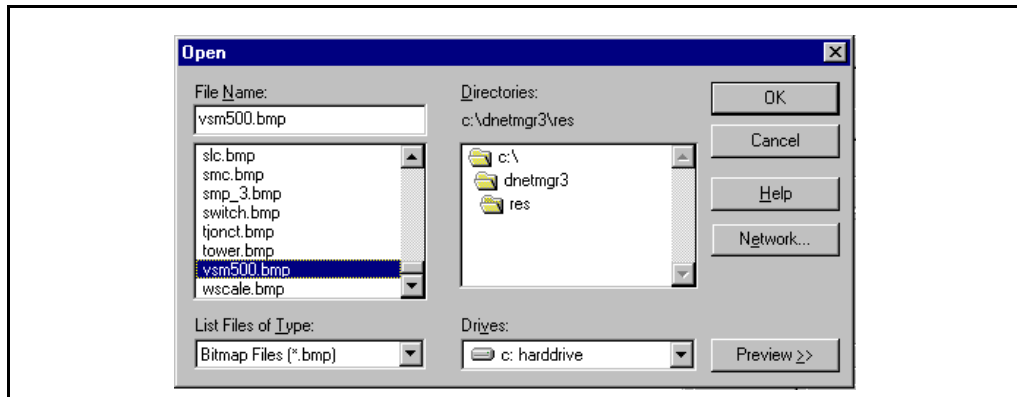 Open
File Name:
vsm500.bmp
slc.bmp
smc.bmp
smp_3.bmp
switch.bmp
tjonct.bmp
tower.bmp
vsm500.bmp
wscale.bmp
List Files of Type:
Bitmap Files (*.bmp)
Directories:
c:\dnetmgr3\res
c:\
dnetmgr3
res
Drives:
c: harddrive
OK
Cancel
Help
Network...
Preview >>